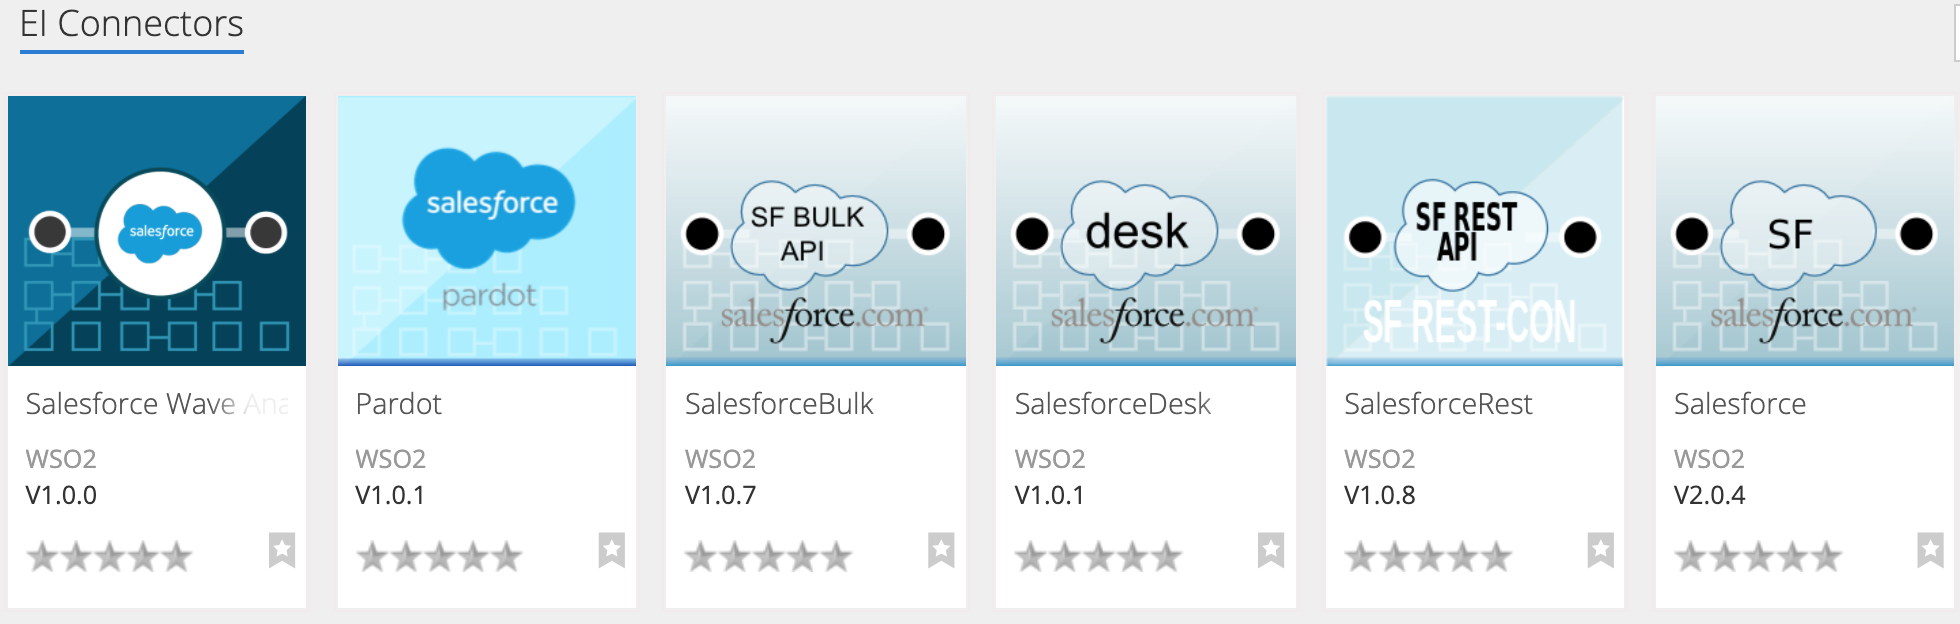 EI Connectors
salesforce
Salesforce Wave Ana
WSO2
V1.0.0
salesforce
pardot
Pardot
WSO2
V1.0.1
SF BULK
API
salesforce.com
SalesforceBulk
WSO2
V1.0.7
desk
salesforce.com
SalesforceDesk
WSO2
V1.0.1
SF REST
API
SF REST-CON
SalesforceRest
WSO2
V1.0.8
SF
salesforce.com
Salesforce
WSO2
V2.0.4